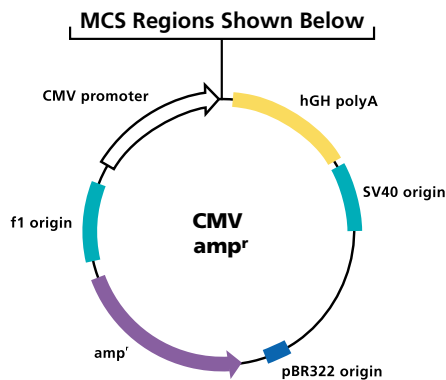 MCS Regions Shown Below
CMV promoter
hGH polyA
SV40 origin
f1 origin
CMV
ampʳ
ampʳ
pBR322 origin